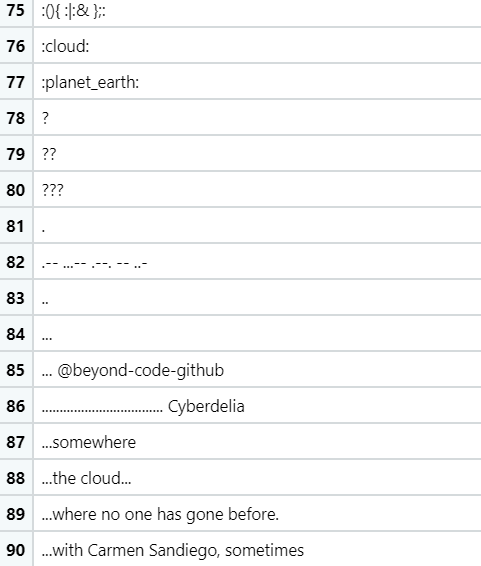 75 :(){ :|:& };:
76 :cloud:
77 :planet_earth:
78 ?
79 ??
80 ???
81 .
82 .-- ...-- .--. -- ..-
83 ..
84 ...
85 ... @beyond-code-github
86 .................................. Cyberdelia
87 ...somewhere
88 ...the cloud...
89 ...where no one has gone before.
90 ...with Carmen Sandiego, sometimes